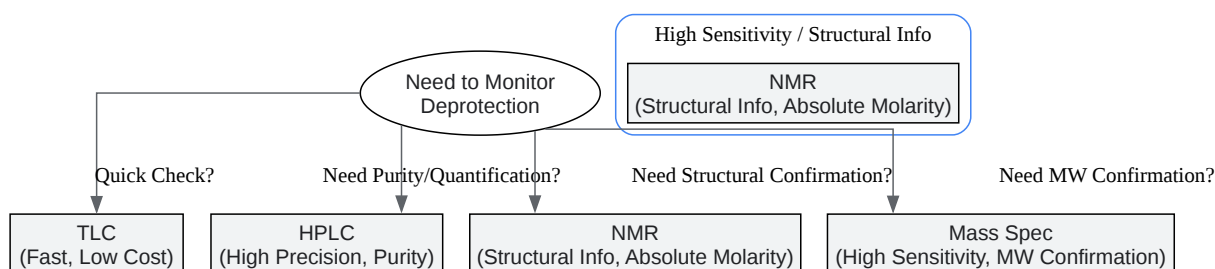 High Sensitivity / Structural Info
NMR
(Structural Info, Absolute Molarity)
Need to Monitor
Deprotection
Quick Check?
Need Purity/Quantification?
Need Structural Confirmation?
Need MW Confirmation?
TLC
(Fast, Low Cost)
HPLC
(High Precision, Purity)
NMR
(Structural Info, Absolute Molarity)
Mass Spec
(High Sensitivity, MW Confirmation)